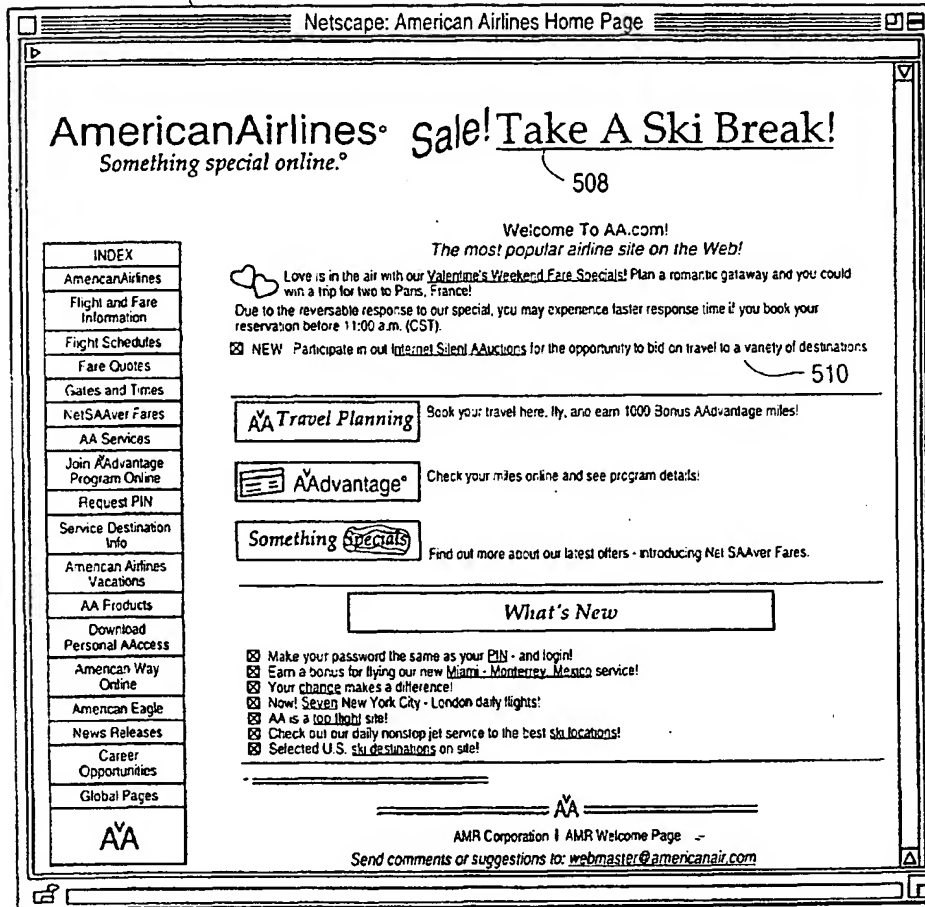 Netscape: American Airlines Home Page
AmericanAirlines°
Something special online.°
Sale! Take A Ski Break!
508
Welcome To AA.com!
The most popular airline site on the Web!
INDEX
AmericanAirlines
Flight and Fare
Information
Flight Schedules
Fare Quotes
Gates and Times
NetSAAver Fares
AA Services
Join AAdvantage
Program Online
Request PIN
Service Destination
Info
American Airlines
Vacations
AA Products
Download
Personal AAccess
American Way
Online
American Eagle
News Releases
Career
Opportunities
Global Pages
AA
Love is in the air with our Valentine's Weekend Fare Specials! Plan a romantic gataway and you could
win a trip for two to Paris, France!
Due to the reversable response to our special, you may experience faster response time if you book your
reservation before 11:00 a.m. (CST).
NEW Participate in out Internet Silent AAuctions for the opportunity to bid on travel to a variety of destinations
510
AA Travel Planning
Book your travel here, fly, and earn 1000 Bonus AAdvantage miles!
AAdvantage°
Check your miles online and see program details!
Something Specials
Find out more about our latest offers - introducing Net SAAver Fares.
What's New
Make your password the same as your PIN - and login!
Earn a bonus for flying our new Miami - Monterrey, Mexico service!
Your chance makes a difference!
Now! Seven New York City - London daily flights!
AA is a top flight site!
Check out our daily nonstop jet service to the best ski locations!
Selected U.S. ski destinations on site!
AA
AMR Corporation | AMR Welcome Page
Send comments or suggestions to: webmaster@americanair.com